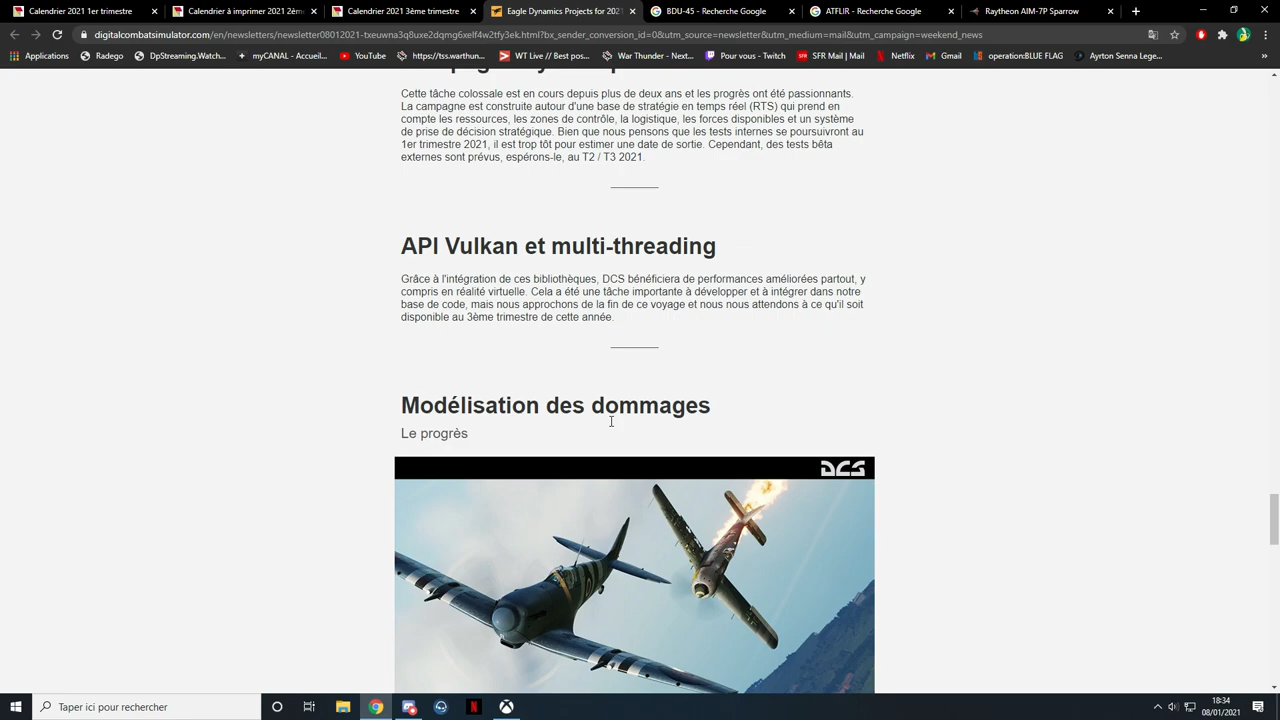 Calendrier 2021 1er trimestre
Calendrier à imprimer 2021 2ème
Calendrier 2021 3ème trimestre
Eagle Dynamics Projects for 2021
BDU-45 - Recherche Google
ATFLIR - Recherche Google
Raytheon AIM-7P Sparrow
digitalcombatsimulator.com/en/newsletters/newsletter08012021-txeuwna3q8uxe2dqmg6xelf4w2tfy3ek.html?bx_sender_conversion_id=0&utm_source=newsletter&utm_medium=mail&utm_campaign=weekend_news
Applications
Radego
DpStreaming.Watch...
myCANAL - Accueil...
YouTube
https://tss.warthun...
WT Live // Best pos...
War Thunder - Next...
Pour vous - Twitch
SFR Mail | Mail
Netflix
Gmail
operation:BLUE FLAG
Ayrton Senna Lege...
»
Cette tâche colossale est en cours depuis plus de deux ans et les progrès ont été passionnants.
La campagne est construite autour d'une base de stratégie en temps réel (RTS) qui prend en
compte les ressources, les zones de contrôle, la logistique, les forces disponibles et un système
de prise de décision stratégique. Bien que nous pensons que les tests internes se poursuivront au
1er trimestre 2021, il est trop tôt pour estimer une date de sortie. Cependant, des tests bêta
externes sont prévus, espérons-le, au T2 / T3 2021.
API Vulkan et multi-threading
Grâce à l'intégration de ces bibliothèques, DCS bénéficiera de performances améliorées partout, y
compris en réalité virtuelle. Cela a été une tâche importante à développer et à intégrer dans notre
base de code, mais nous approchons de la fin de ce voyage et nous nous attendons à ce qu'il soit
disponible au 3ème trimestre de cette année.
Modélisation des dommages
Le progrès
DCS
Taper ici pour rechercher
18:34
08/01/2021